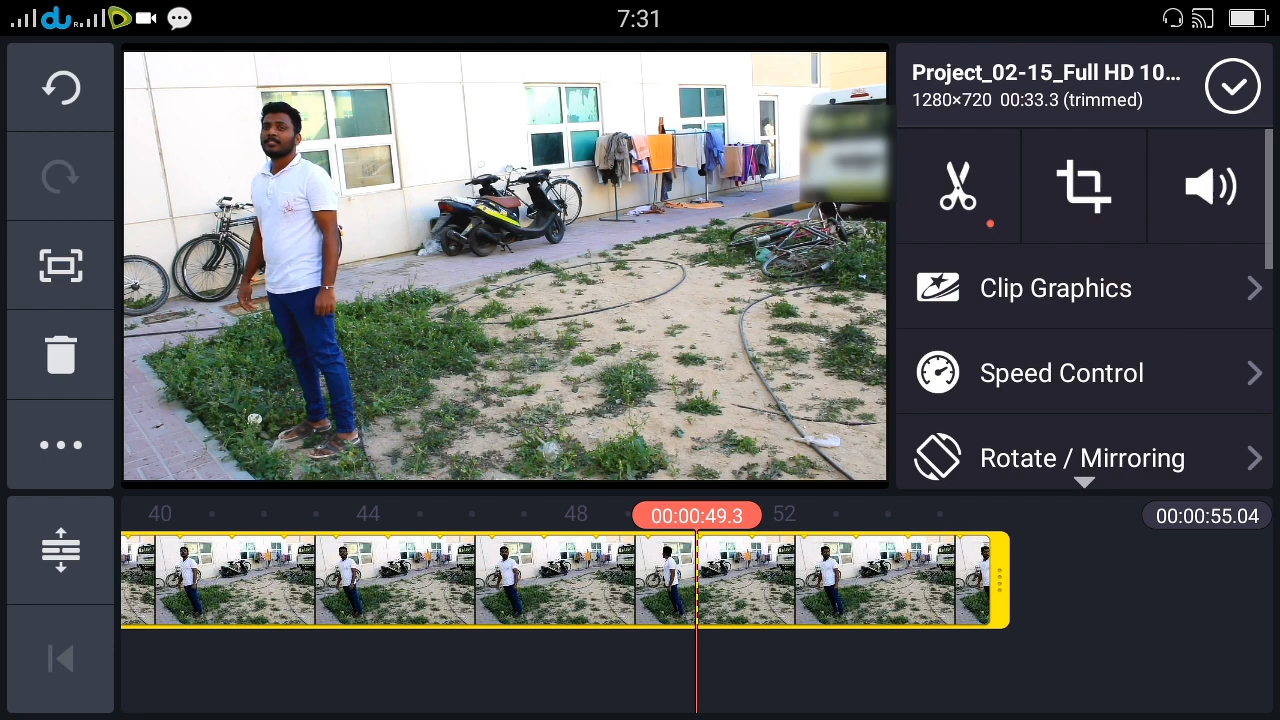 du
R
7:31
Project_02-15_Full HD 10...
1280×720 00:33.3 (trimmed)
Clip Graphics
Speed Control
Rotate / Mirroring
40
44
48
00:00:49.3
52
00:00:55.04